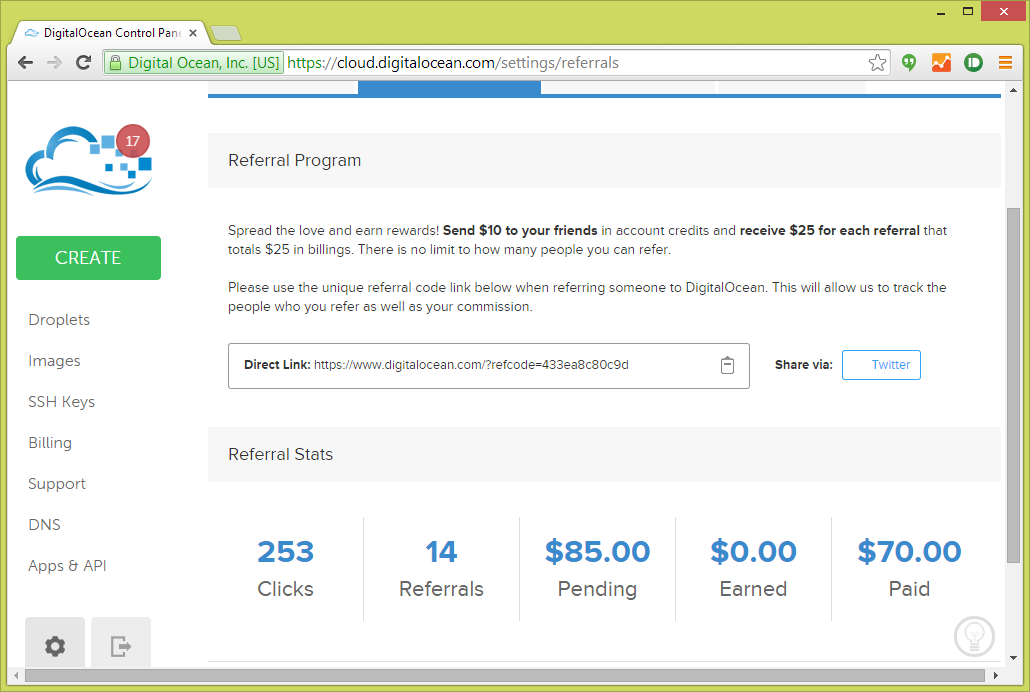 DigitalOcean Control Pan
Digital Ocean, Inc. [US] https://cloud.digitalocean.com/settings/referrals
17
CREATE
Droplets
Images
SSH Keys
Billing
Support
DNS
Apps & API
Referral Program
Spread the love and earn rewards! Send $10 to your friends in account credits and receive $25 for each referral that
totals $25 in billings. There is no limit to how many people you can refer.
Please use the unique referral code link below when referring someone to DigitalOcean. This will allow us to track the
people who you refer as well as your commission.
Direct Link: https://www.digitalocean.com/?refcode=433ea8c80c9d
Share via: Twitter
Referral Stats
253 14 $85.00 $0.00 $70.00
Clicks Referrals Pending Earned Paid